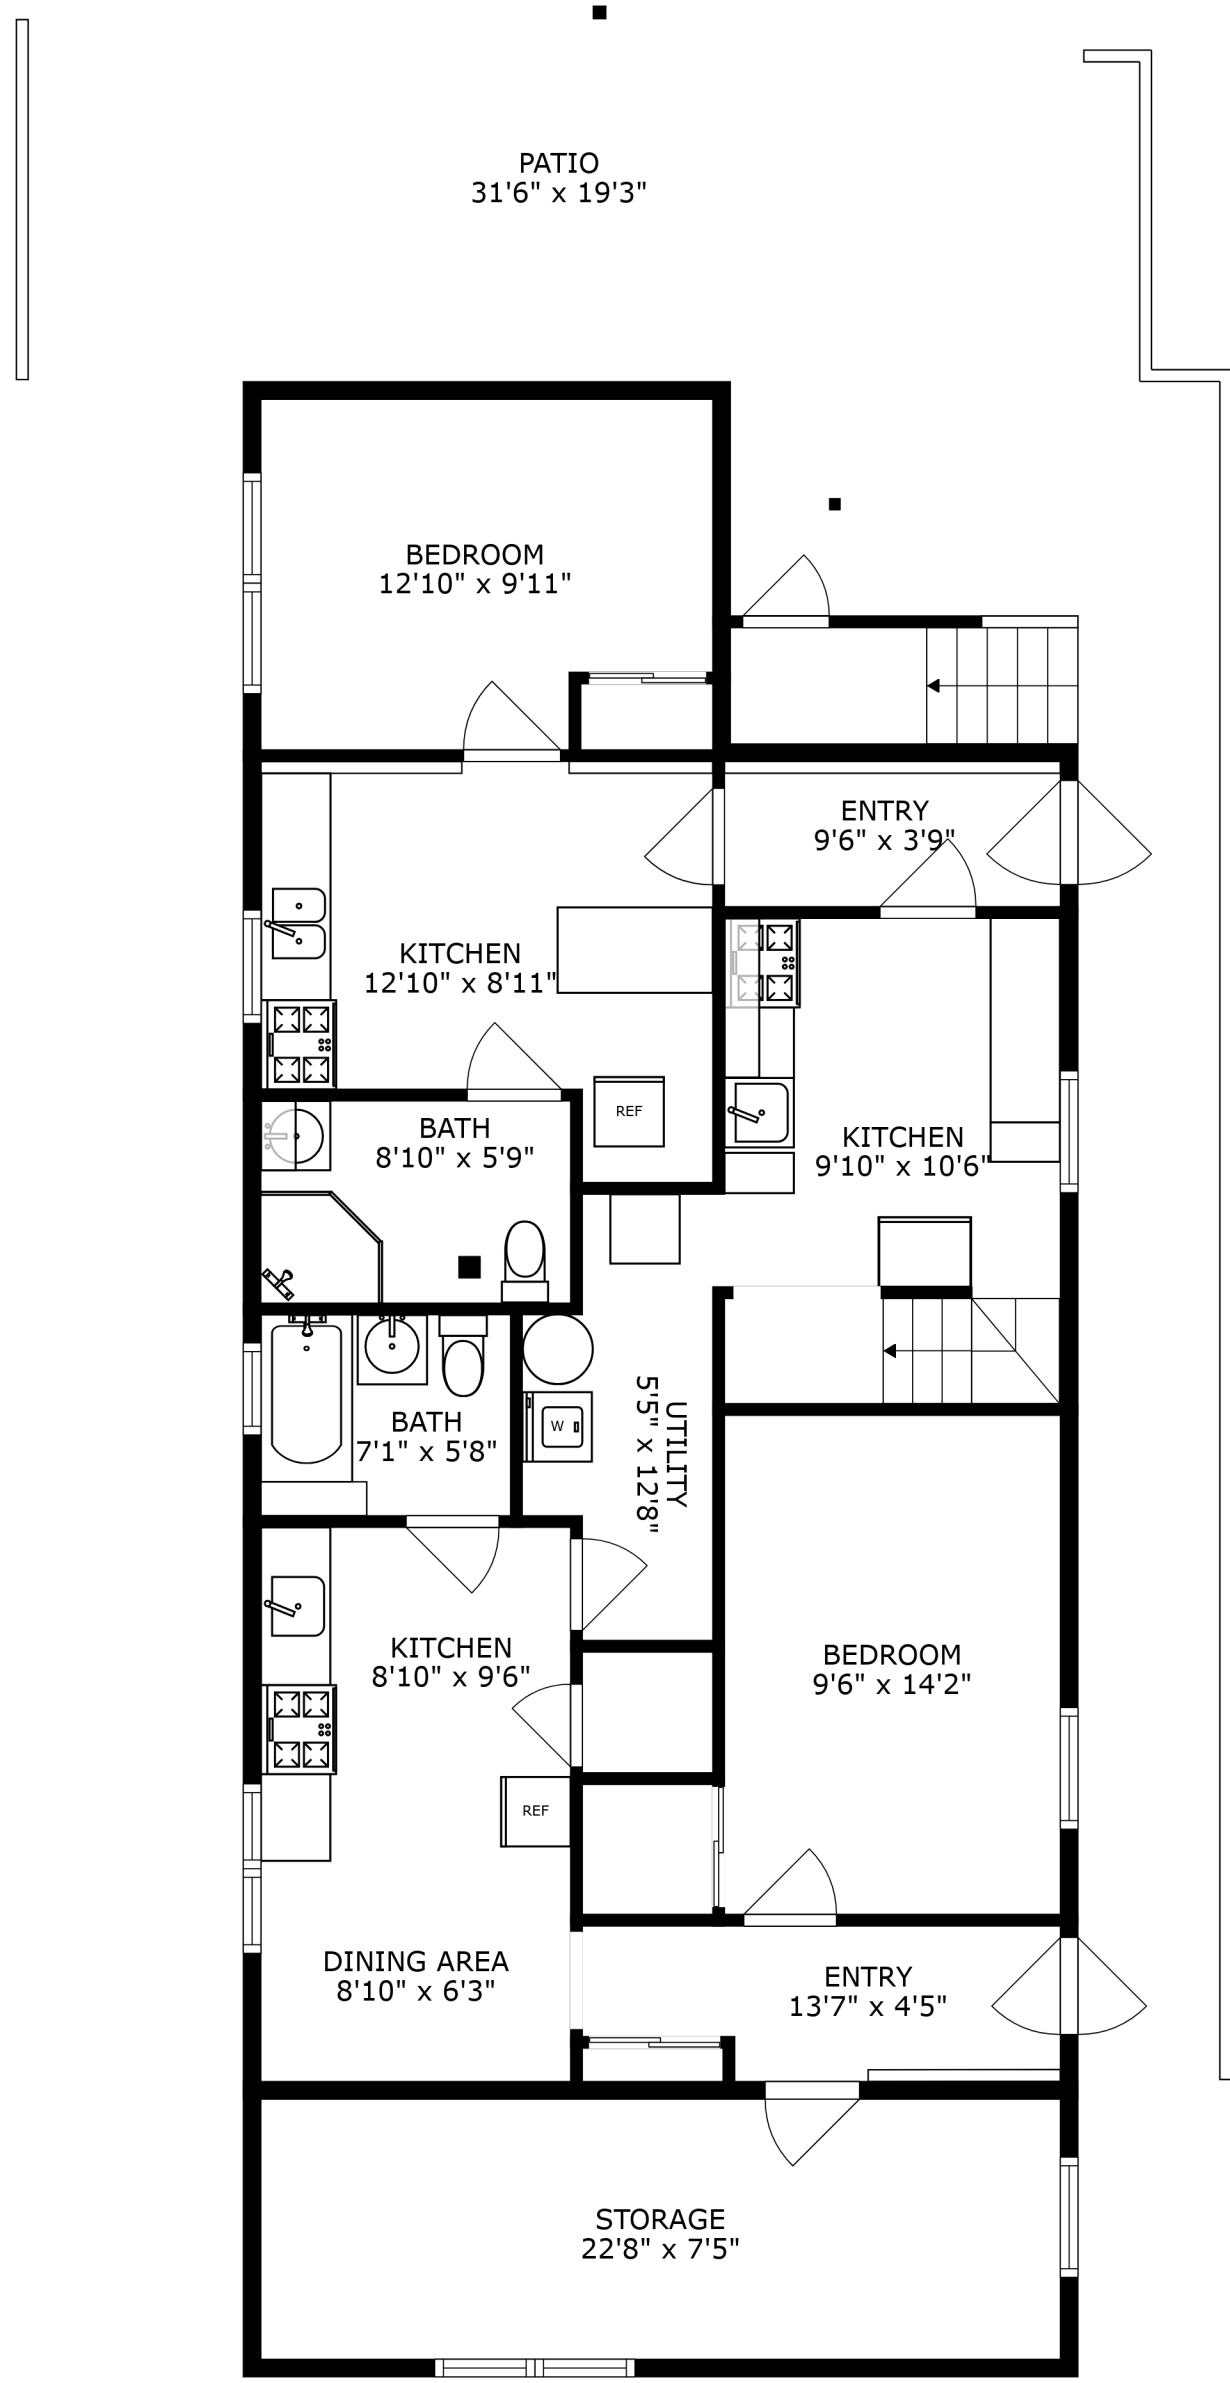 PATIO
31'6" x 19'3"
BEDROOM
12'10" x 9'11"
ENTRY
9'6" x 3'9"
KITCHEN
12'10" x 8'11"
REF
BATH
8'10" x 5'9"
KITCHEN
9'10" x 10'6"
W
BATH
7'1" x 5'8"
UTILITY
5'5" x 12'8"
KITCHEN
8'10" x 9'6"
BEDROOM
9'6" x 14'2"
REF
DINING AREA
8'10" x 6'3"
ENTRY
13'7" x 4'5"
STORAGE
22'8" x 7'5"